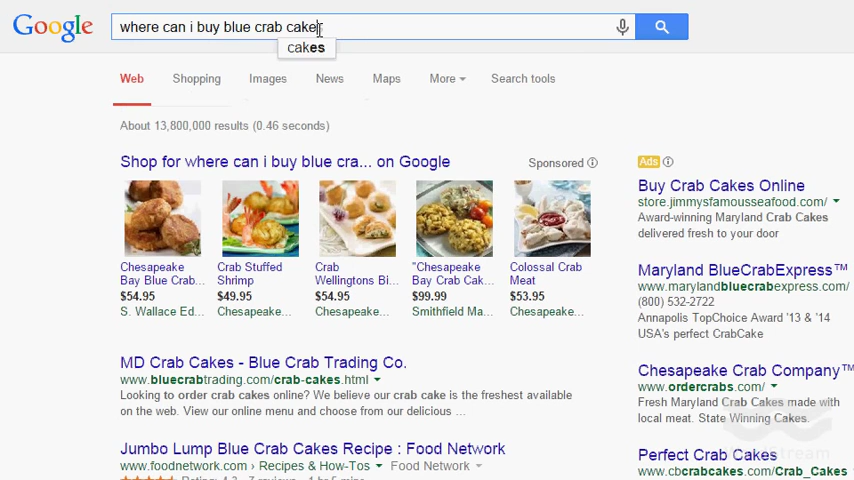 Google
where can i buy blue crab cakes
cakes
Web Shopping Images News Maps More Search tools
About 13,800,000 results (0.46 seconds)
Shop for where can i buy blue cra... on Google
Sponsored
Chesapeake
Bay Blue Crab...
$54.95
S. Wallace Ed...
Crab Stuffed
Shrimp
$49.95
Chesapeake...
Crab
Wellingtons Bi...
$54.95
Chesapeake...
"Chesapeake
Bay Crab Cak...
$99.99
Smithfield Ma...
Colossal Crab
Meat
$53.95
Chesapeake...
MD Crab Cakes - Blue Crab Trading Co.
www.bluecrabtrading.com/crab-cakes.html
Looking to order crab cakes online? We believe our crab cake is the freshest available
on the web. View our online menu and choose from our delicious ...
Jumbo Lump Blue Crab Cakes Recipe : Food Network
www.foodnetwork.com › Recipes & How-Tos Food Network
Ads
Buy Crab Cakes Online
store.jimmysfamousseafood.com/
Award-winning Maryland Crab Cakes
delivered fresh to your door
Maryland BlueCrabExpress™
www.marylandbluecrabexpress.com/
(800) 532-2722
Annapolis TopChoice Award '13 & '14
USA's perfect CrabCake
Chesapeake Crab Company™
www.ordercrabs.com/
Fresh Maryland Crab Cakes made with
local meat. State Winning Cakes.
Perfect Crab Cakes
www.cbcrabcakes.com/Crab_Cakes